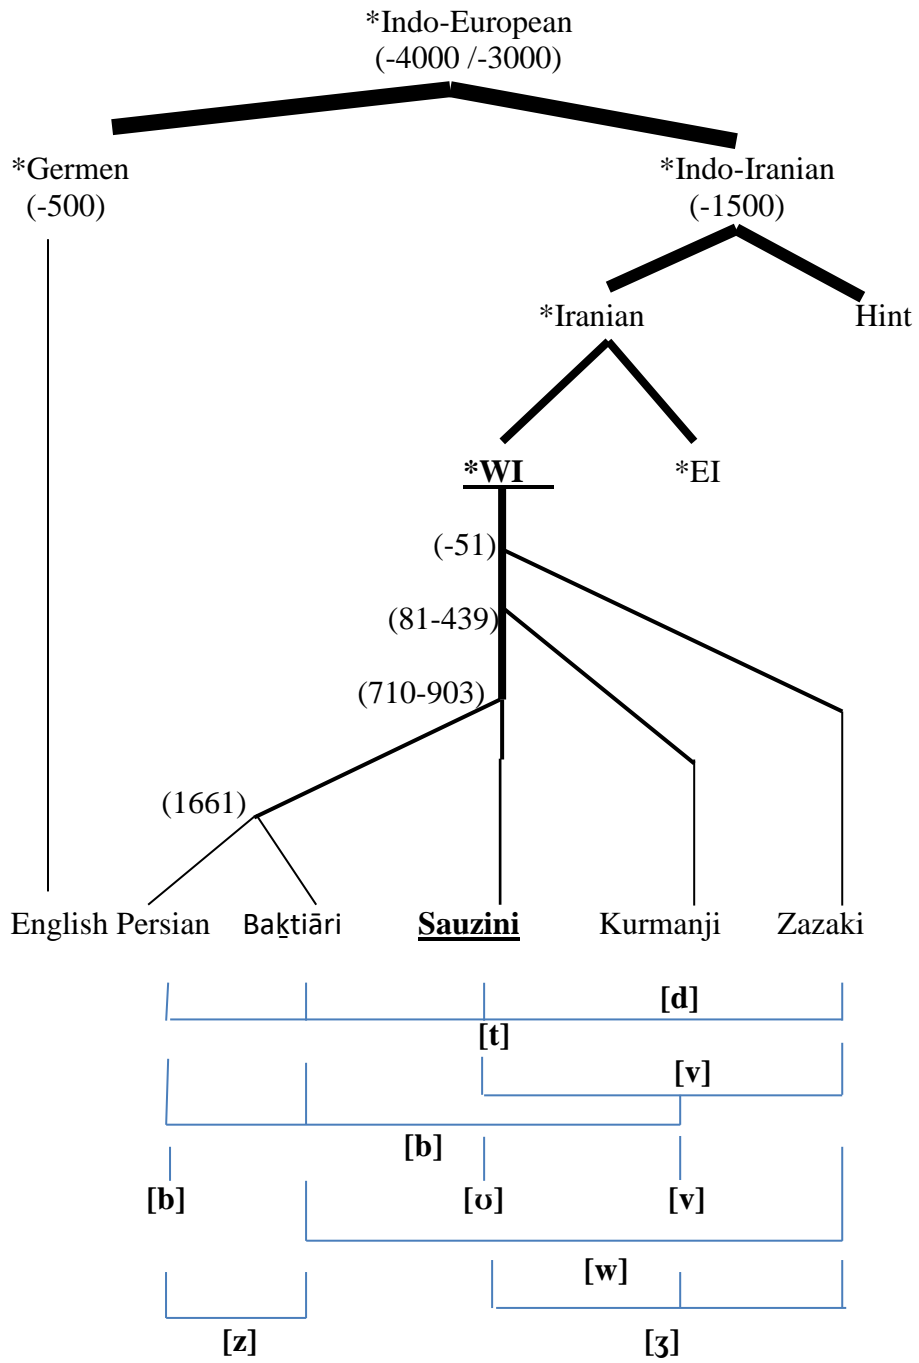 *Indo-European
(-4000 /-3000)
*Germen *Indo-Iranian
(-500) (-1500)
*Iranian Hint
*WI *EI
(-51)
(81-439)
(710-903)
(1661)
English Persian Baḵtiāri Sauzini Kurmanji Zazaki
[d]
[t]
[v]
[b]
[b] [ʊ] [v]
[w]
[z] [ʒ]